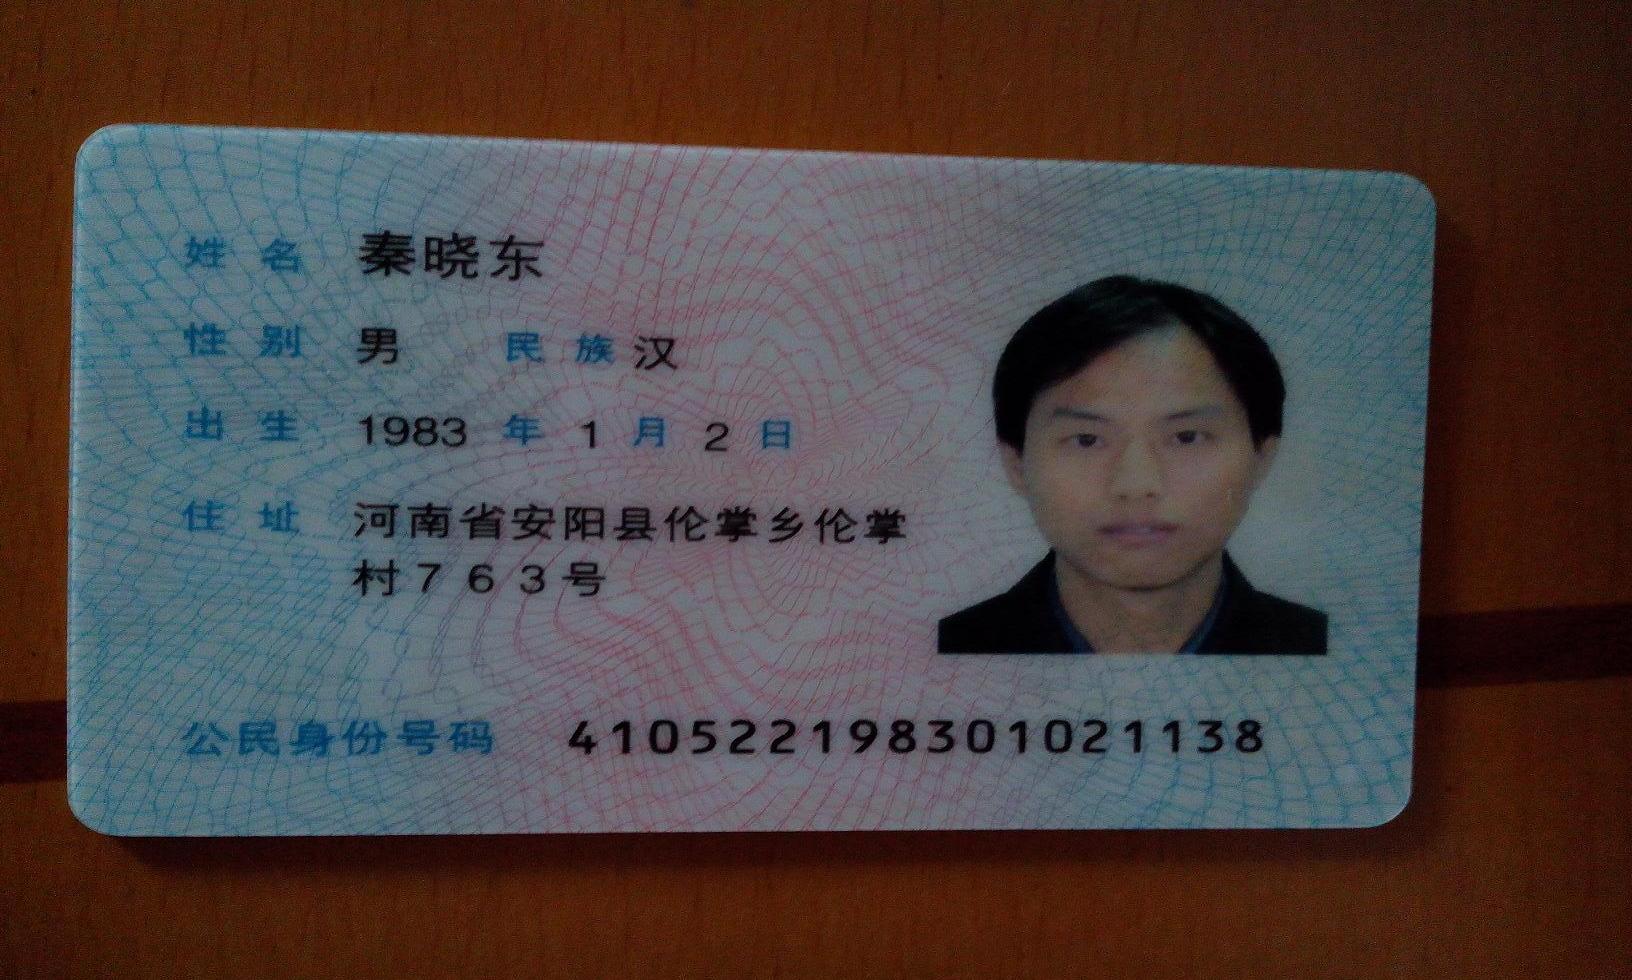 姓名 秦晓东
性别 男 民族 汉
出生 1983 年 1 月 2 日
住址 河南省安阳县伦掌乡伦掌
村763号
公民身份号码 410522198301021138